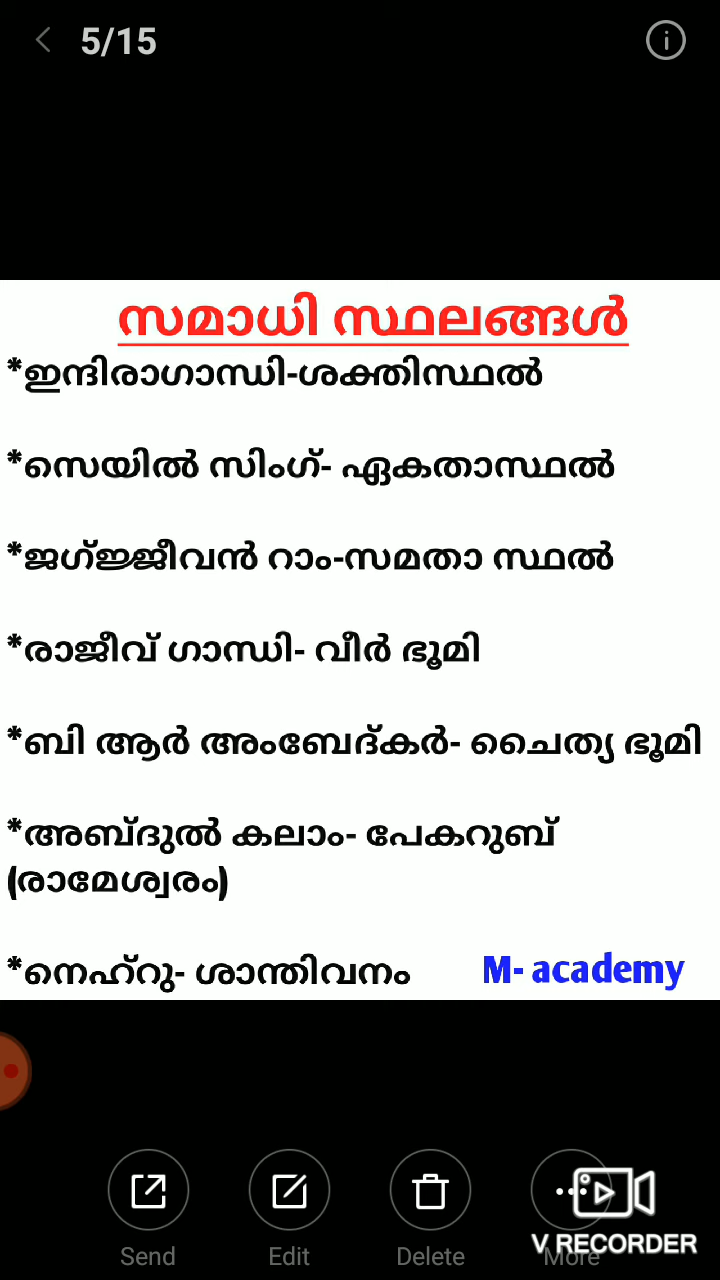 5/15
സമാധി സ്ഥലങ്ങൾ
*ഇന്ദിരാഗാന്ധി-ശക്തിസ്ഥൽ
*സെയിൽ സിംഗ്- ഏകതാസ്ഥൽ
*ജഗ്ജ്ജീവൻ റാം-സമതാ സ്ഥൽ
*രാജീവ് ഗാന്ധി- വീർ ഭൂമി
*ബി ആർ അംബേദ്കർ- ചൈത്യ ഭൂമി
*അബ്ദുൽ കലാം- പേകറുബ്
(രാമേശ്വരം)
*നെഹ്റു- ശാന്തിവനം M- academy
Send Edit Delete More
V RECORDER